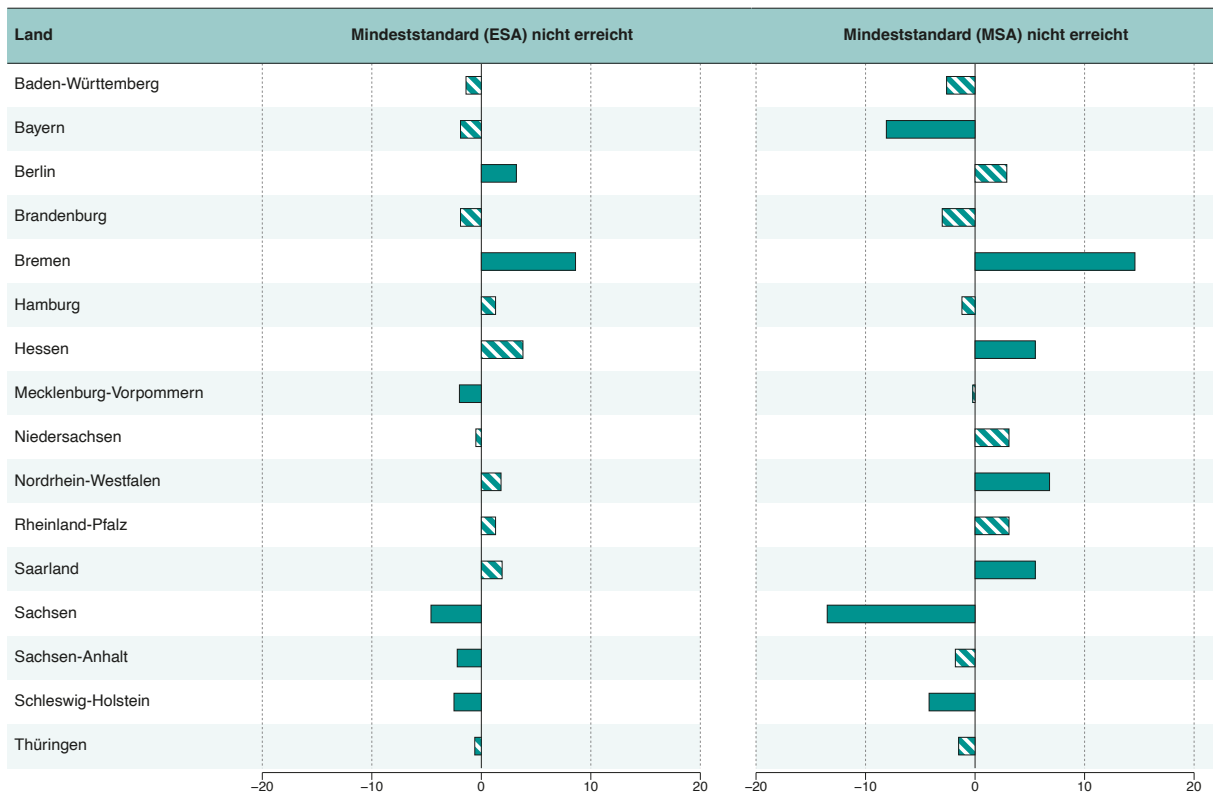 Land Mindeststandard (ESA) nicht erreicht Mindeststandard (MSA) nicht erreicht
Baden-Württemberg
Bayern
Berlin
Brandenburg
Bremen
Hamburg
Hessen
Mecklenburg-Vorpommern
Niedersachsen
Nordrhein-Westfalen
Rheinland-Pfalz
Saarland
Sachsen
Sachsen-Anhalt
Schleswig-Holstein
Thüringen
−20 −10 0 10 20 −20 −10 0 10 20